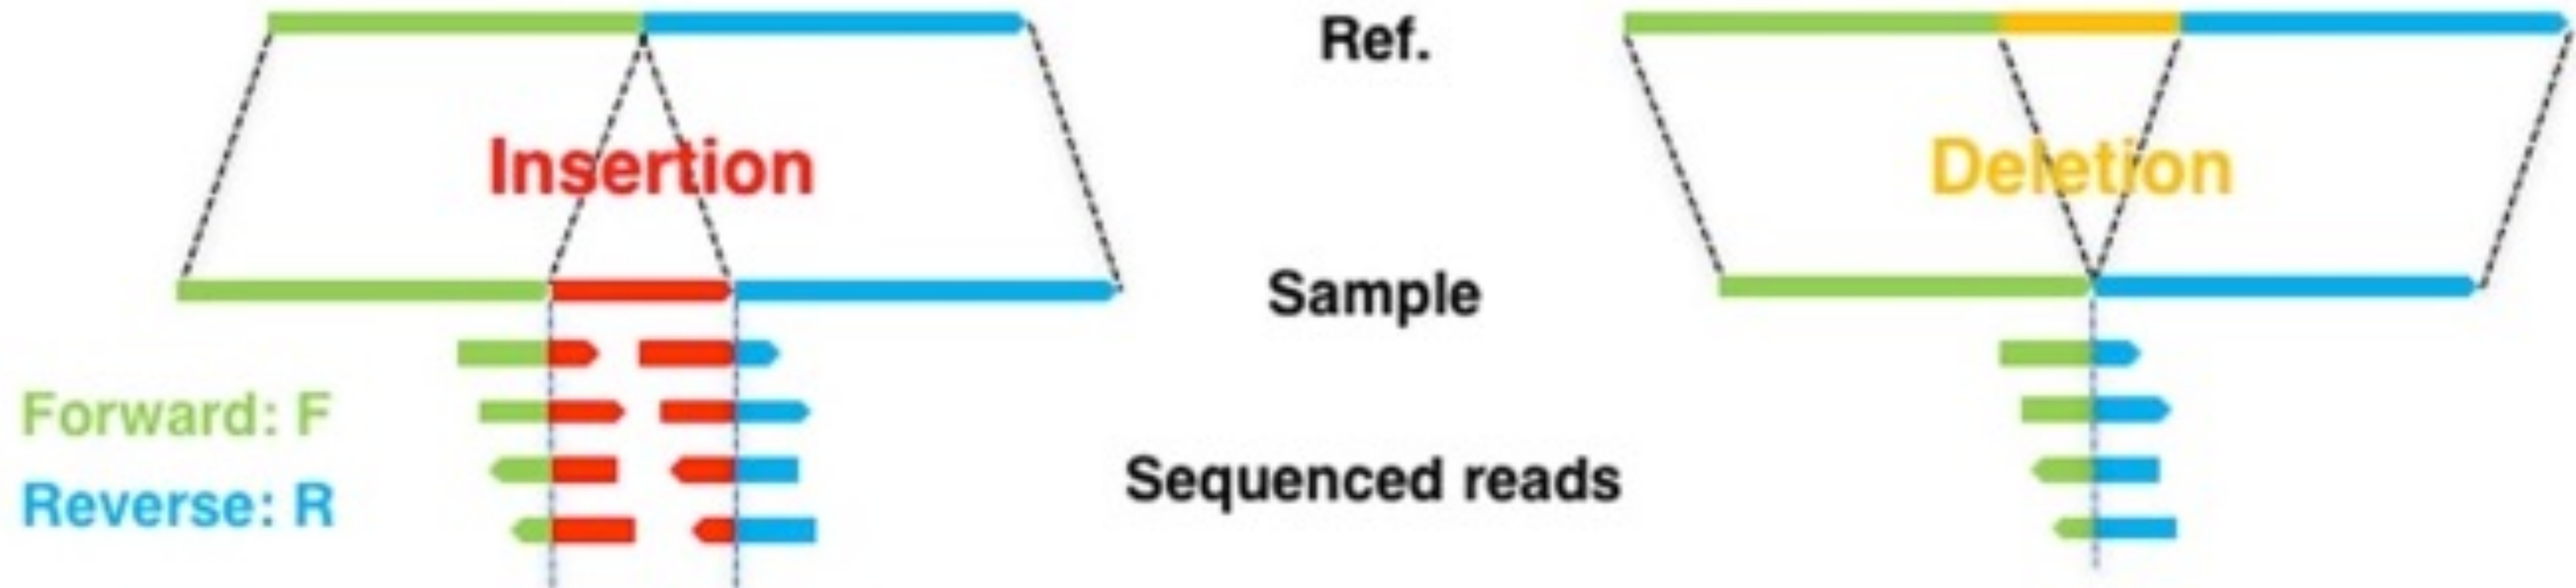 Ref.
Insertion
Deletion
Sample
Forward: F
Reverse: R
Sequenced reads